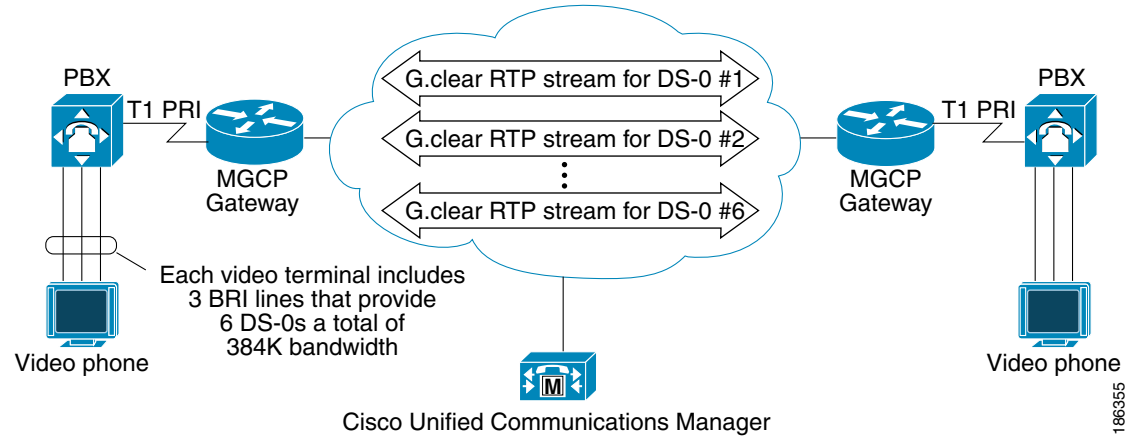 PBX
T1 PRI
MGCP
Gateway
G.clear RTP stream for DS-0 #1
G.clear RTP stream for DS-0 #2
G.clear RTP stream for DS-0 #6
T1 PRI
PBX
MGCP
Gateway
Each video terminal includes
3 BRI lines that provide
6 DS-0s a total of
384K bandwidth
Video phone
M
Cisco Unified Communications Manager
Video phone
186355